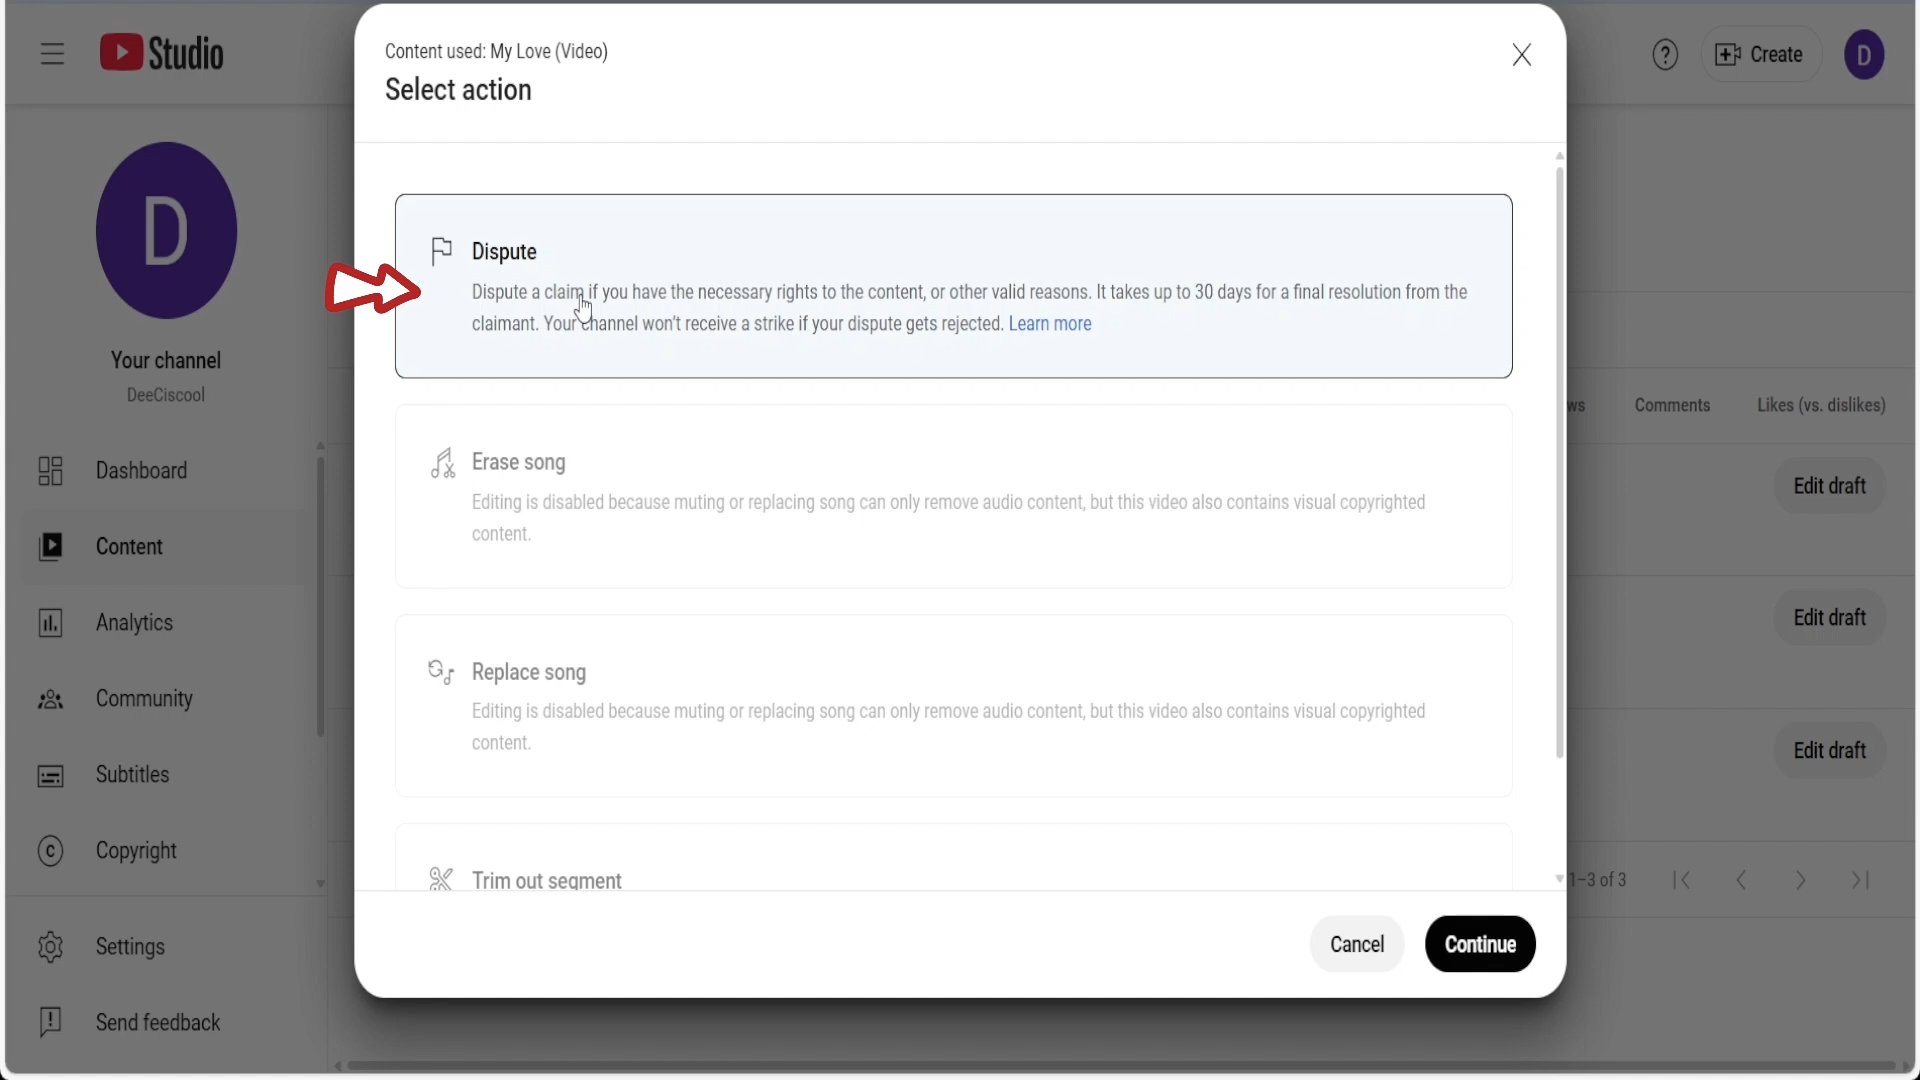 Studio
Content used: My Love (Video)
Select action
Create
D
D
Your channel
DeeCiscool
Dashboard
Content
Analytics
Community
Subtitles
Copyright
Settings
Send feedback
Dispute
Dispute a claim if you have the necessary rights to the content, or other valid reasons. It takes up to 30 days for a final resolution from the
claimant. Your channel won't receive a strike if your dispute gets rejected. Learn more
Erase song
Editing is disabled because muting or replacing song can only remove audio content, but this video also contains visual copyrighted
content.
Replace song
Editing is disabled because muting or replacing song can only remove audio content, but this video also contains visual copyrighted
content.
Trim out segment
Cancel
Continue
ws
Comments
Likes (vs. dislikes)
Edit draft
Edit draft
Edit draft
1–3 of 3